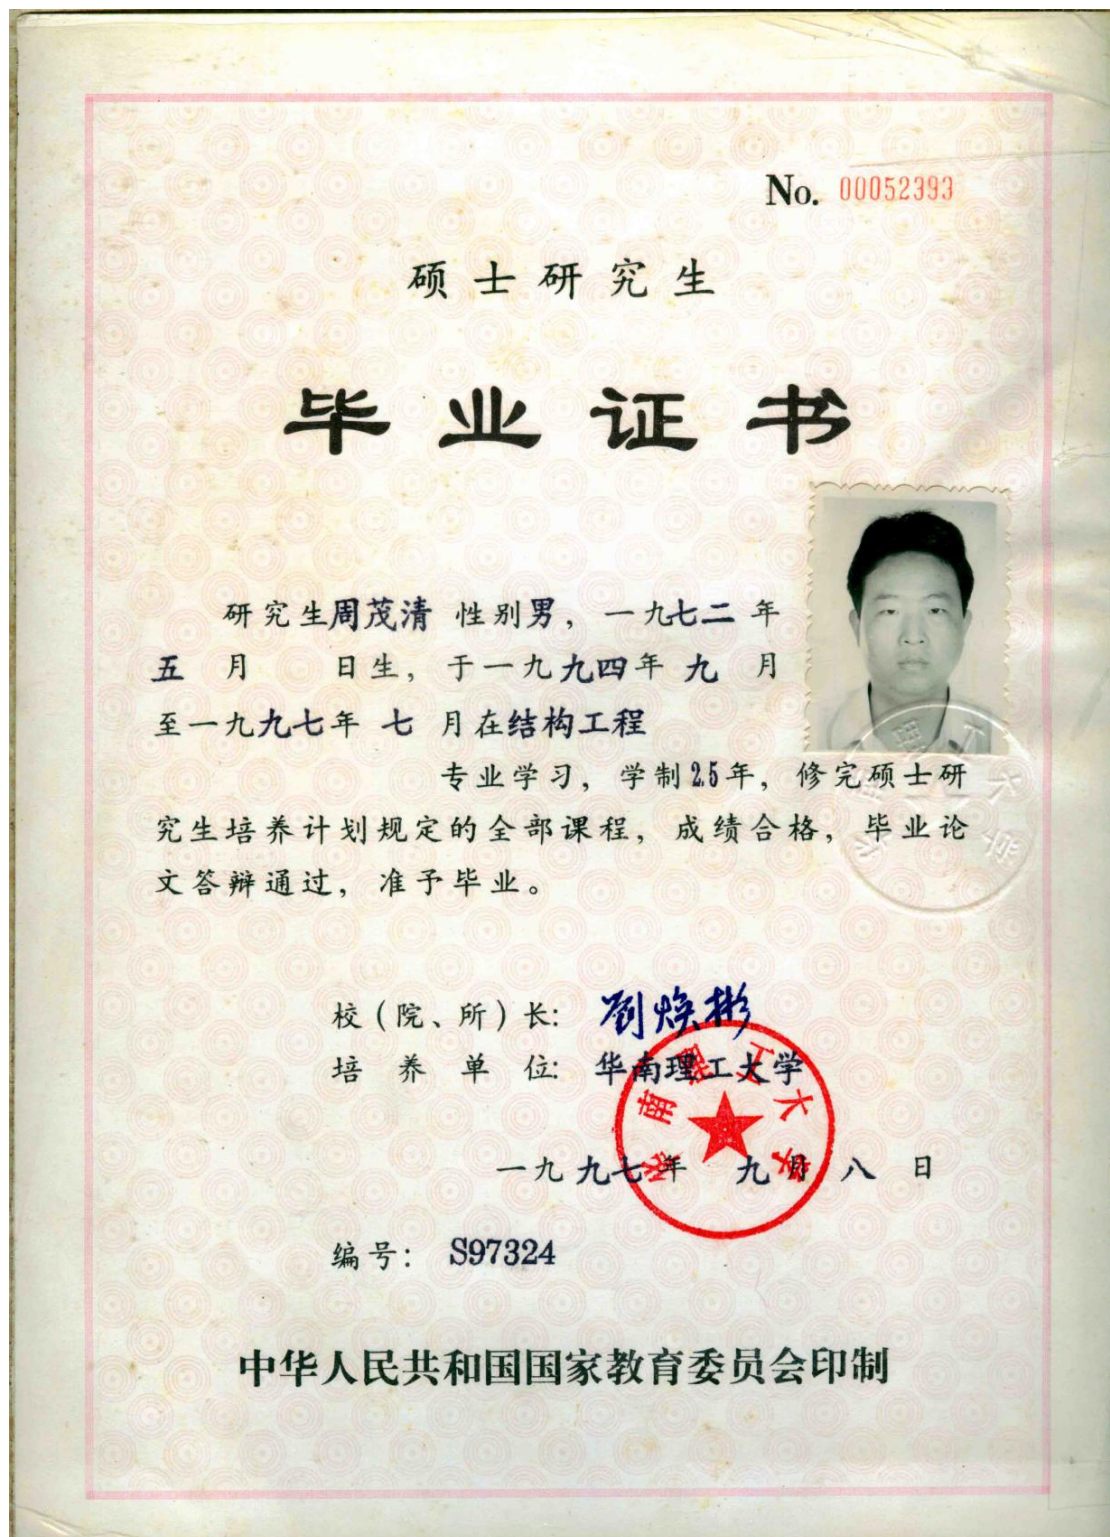 No. 00052393
硕士研究生
毕业证书
研究生周茂清 性别男，一九七二年
五 月 日生，于一九九四年 九 月
至一九九七年 七 月在结构工程
专业学习，学制2.5年，修完硕士研
究生培养计划规定的全部课程，成绩合格，毕业论
文答辩通过，准予毕业。
校（院、所）长：劉焕彬
培养单位：华南理工大学
华南理工大学
一九九七年 九月八日
编号：S97324
中华人民共和国国家教育委员会印制